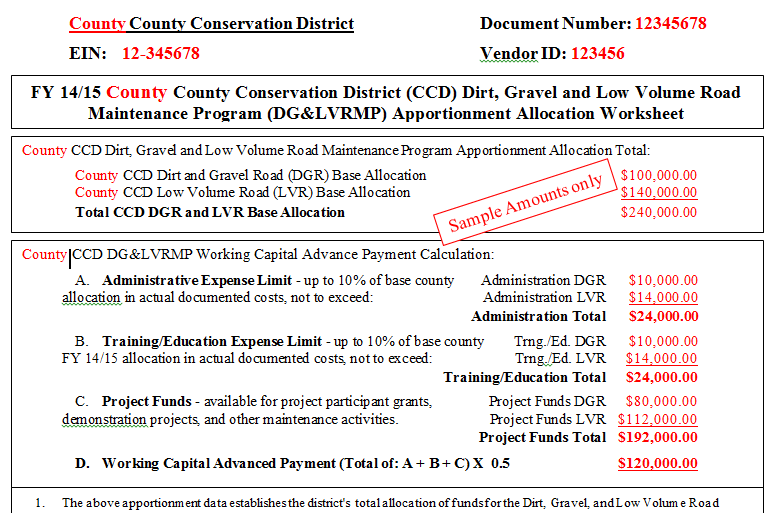 County County Conservation District Document Number: 12345678
EIN: 12-345678 Vendor ID: 123456
FY 14/15 County County Conservation District (CCD) Dirt, Gravel and Low Volume Road
Maintenance Program (DG&LVRMP) Apportionment Allocation Worksheet
County CCD Dirt, Gravel and Low Volume Road Maintenance Program Apportionment Allocation Total:
County CCD Dirt and Gravel Road (DGR) Base Allocation $100,000.00
County CCD Low Volume Road (LVR) Base Allocation $140,000.00
Total CCD DGR and LVR Base Allocation $240,000.00
Sample Amounts only
County CCD DG&LVRMP Working Capital Advance Payment Calculation:
A. Administrative Expense Limit - up to 10% of base county Administration DGR $10,000.00
allocation in actual documented costs, not to exceed: Administration LVR $14,000.00
Administration Total $24,000.00
B. Training/Education Expense Limit - up to 10% of base county Trng./Ed. DGR $10,000.00
FY 14/15 allocation in actual documented costs, not to exceed: Trng./Ed. LVR $14,000.00
Training/Education Total $24,000.00
C. Project Funds - available for project participant grants, Project Funds DGR $80,000.00
demonstration projects, and other maintenance activities. Project Funds LVR $112,000.00
Project Funds Total $192,000.00
D. Working Capital Advanced Payment (Total of: A + B + C) X 0.5 $120,000.00
1. The above apportionment data establishes the district's total allocation of funds for the Dirt, Gravel, and Low Volume Road